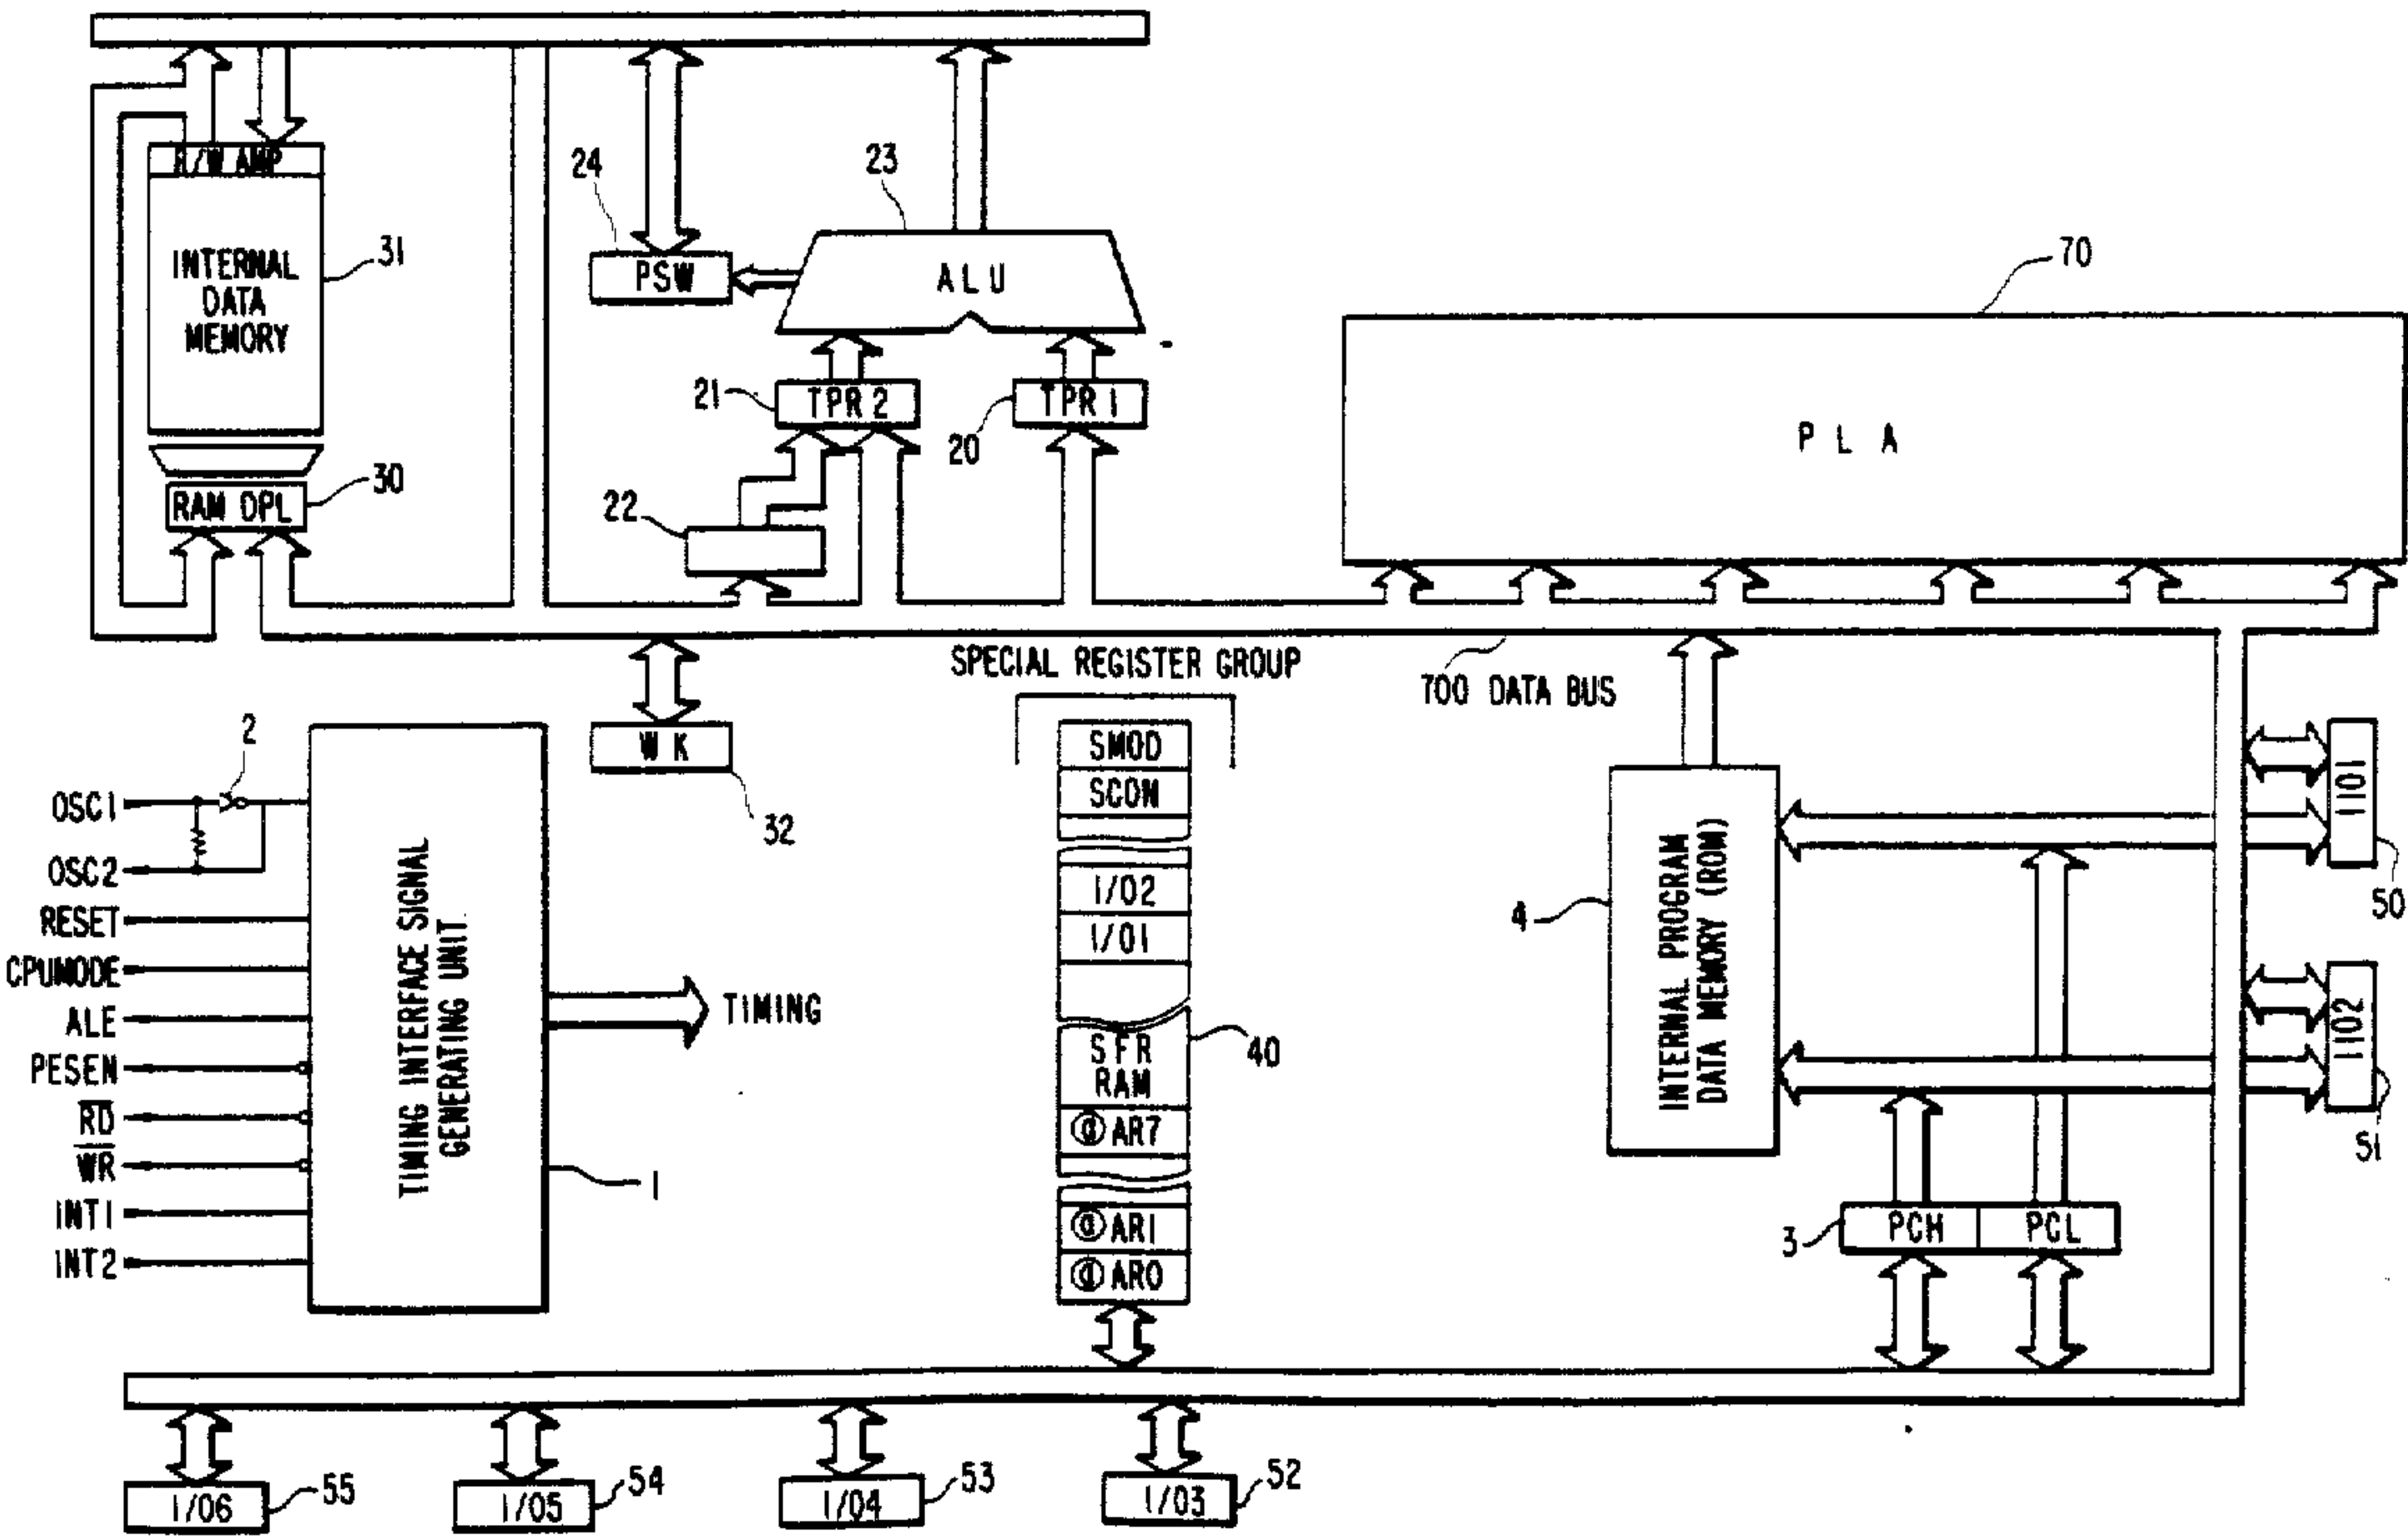 R/W AMP
INTERNAL
DATA
MEMORY
31
RAM DPL
30
24
PSW
23
ALU
21
TPR 2
20
TPR 1
22
70
PLA
SPECIAL REGISTER GROUP
700 DATA BUS
WK
32
2
OSC1
OSC2
RESET
CPUMODE
ALE
PESEN
RD
WR
INT1
INT2
TIMING INTERFACE SIGNAL
GENERATING UNIT
1
TIMING
SMOD
SCON
I/O2
I/O1
SFR
RAM
40
@ AR7
@ AR1
@ AR0
4
INTERNAL PROGRAM
DATA MEMORY (ROM)
3
PCH
PCL
1101
50
1102
51
I/O6
55
I/O5
54
I/O4
53
I/O3
52